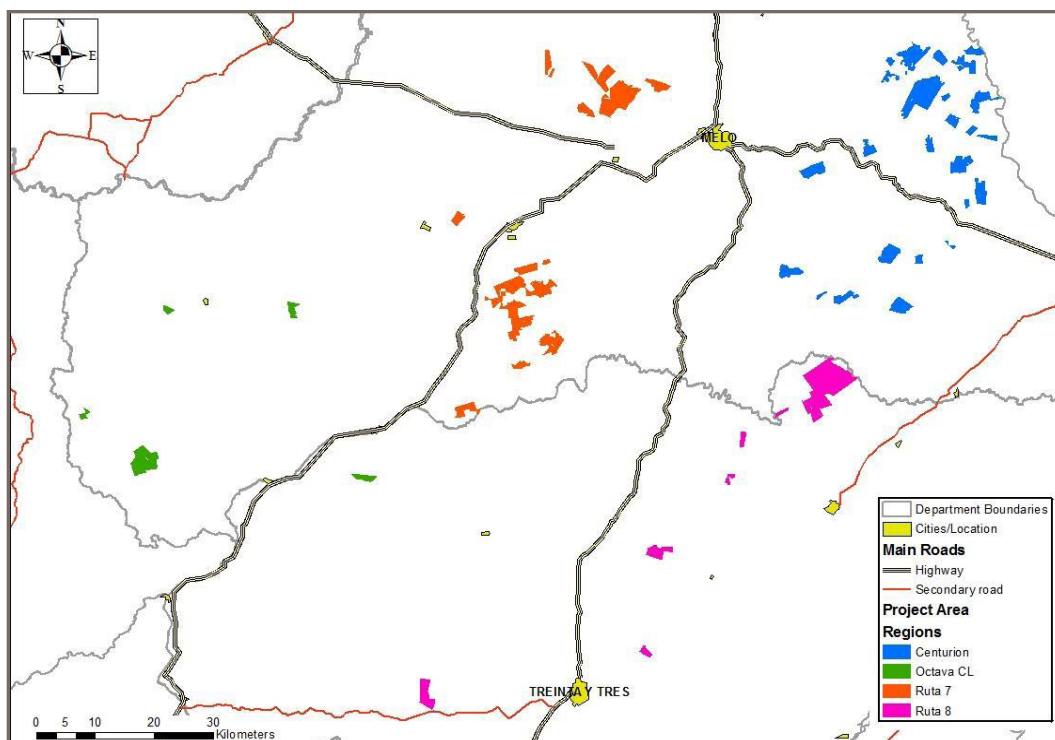 N
W E
S
MELO
TREINTA Y TRES
Department Boundaries
Cities/Location
Main Roads
Highway
Secondary road
Project Area
Regions
Centurion
Octava CL
Ruta 7
Ruta 8
0 5 10 20 30
Kilometers